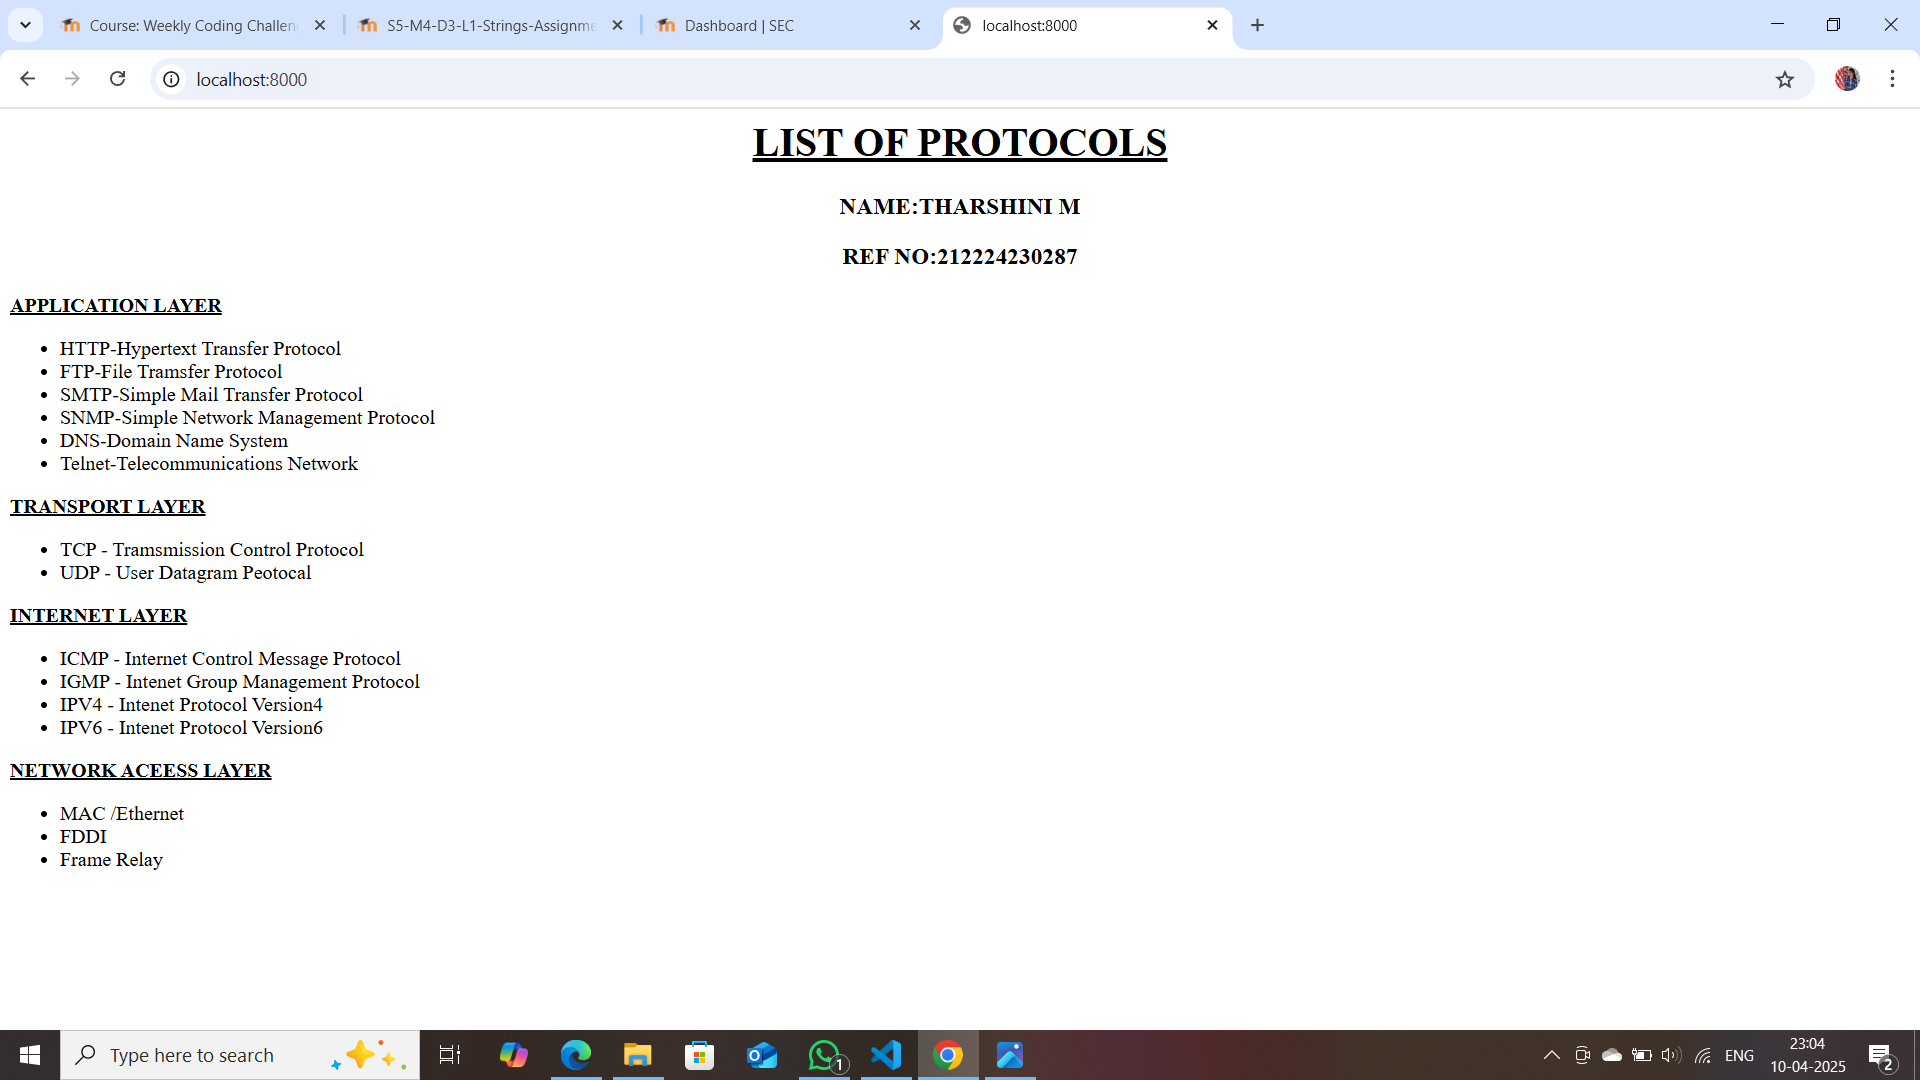 Course: Weekly Coding Challen
S5-M4-D3-L1-Strings-Assignme
Dashboard | SEC
localhost:8000
localhost:8000
LIST OF PROTOCOLS
NAME:THARSHINI M
REF NO:212224230287
APPLICATION LAYER
HTTP-Hypertext Transfer Protocol
FTP-File Tramsfer Protocol
SMTP-Simple Mail Transfer Protocol
SNMP-Simple Network Management Protocol
DNS-Domain Name System
Telnet-Telecommunications Network
TRANSPORT LAYER
TCP - Tramsmission Control Protocol
UDP - User Datagram Peotocal
INTERNET LAYER
ICMP - Internet Control Message Protocol
IGMP - Intenet Group Management Protocol
IPV4 - Intenet Protocol Version4
IPV6 - Intenet Protocol Version6
NETWORK ACEESS LAYER
MAC /Ethernet
FDDI
Frame Relay
Type here to search
1
ENG
23:04
10-04-2025
2